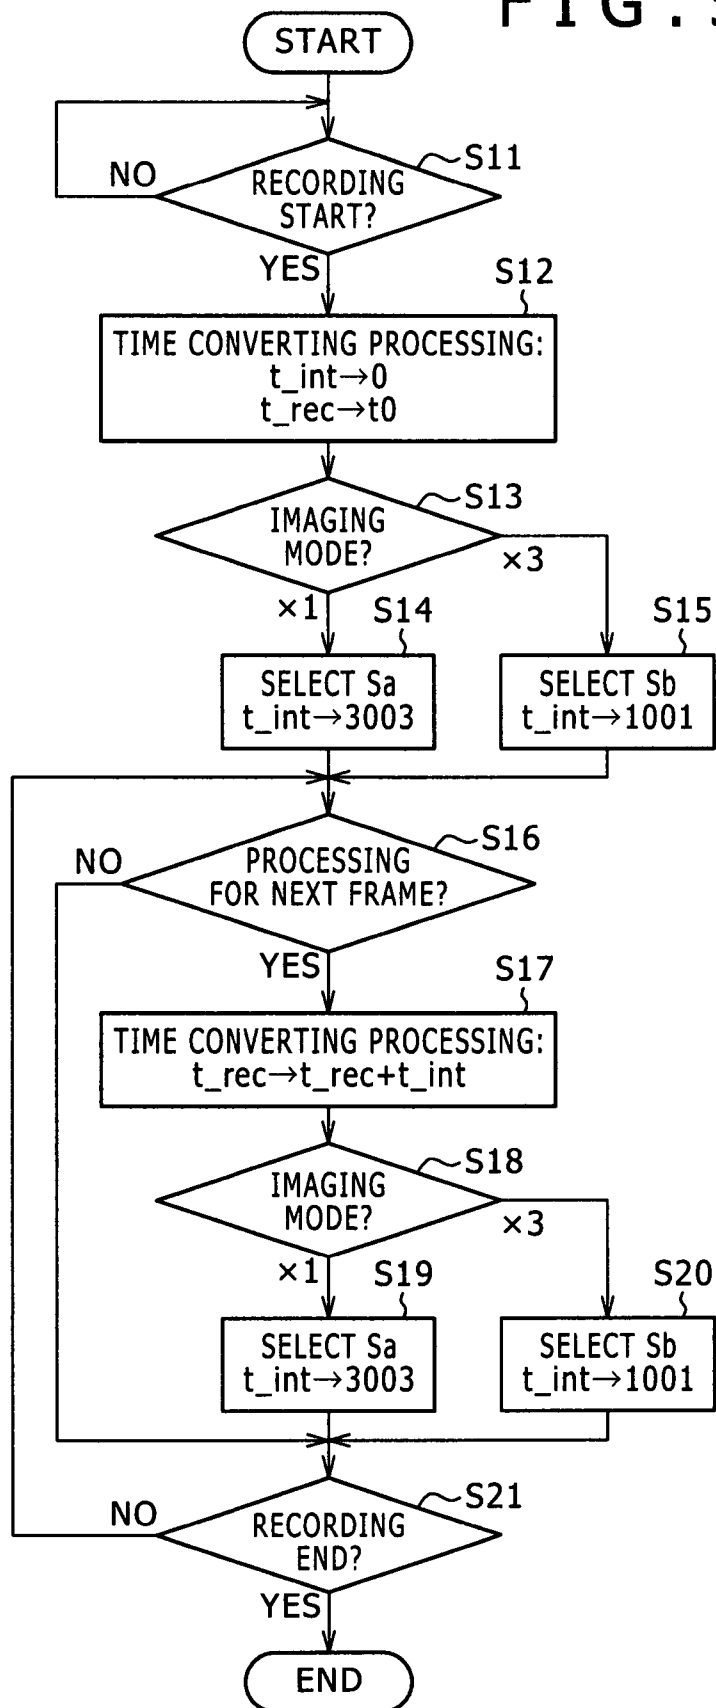 FIG.
START
S11
NO
RECORDING
START?
YES
S12
TIME CONVERTING PROCESSING:
t_int→0
t_rec→t0
S13
IMAGING
MODE?
×3
×1
S14
S15
SELECT Sa
t_int→3003
SELECT Sb
t_int→1001
S16
NO
PROCESSING
FOR NEXT FRAME?
YES
S17
TIME CONVERTING PROCESSING:
t_rec→t_rec+t_int
S18
IMAGING
MODE?
×3
×1
S19
S20
SELECT Sa
t_int→3003
SELECT Sb
t_int→1001
S21
NO
RECORDING
END?
YES
END